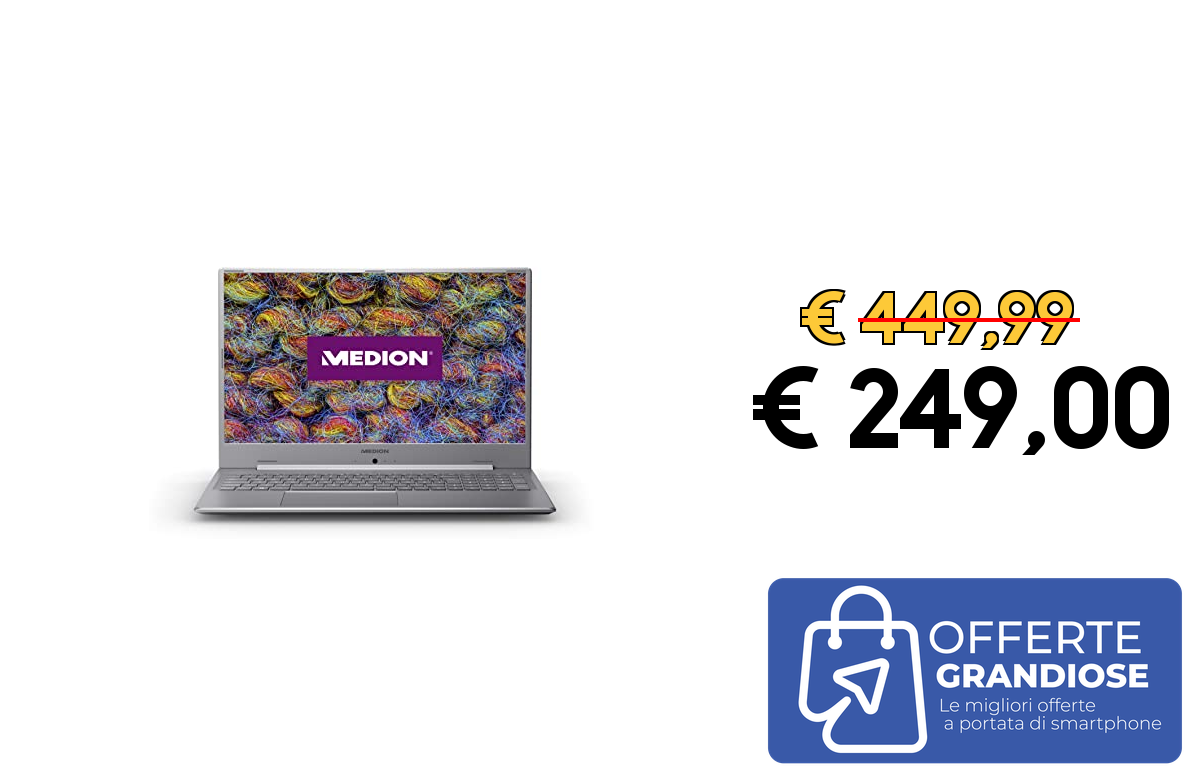 MEDION®
MEDION
€ 449,99
€ 249,00
OFFERTE
GRANDIOSE
Le migliori offerte
a portata di smartphone